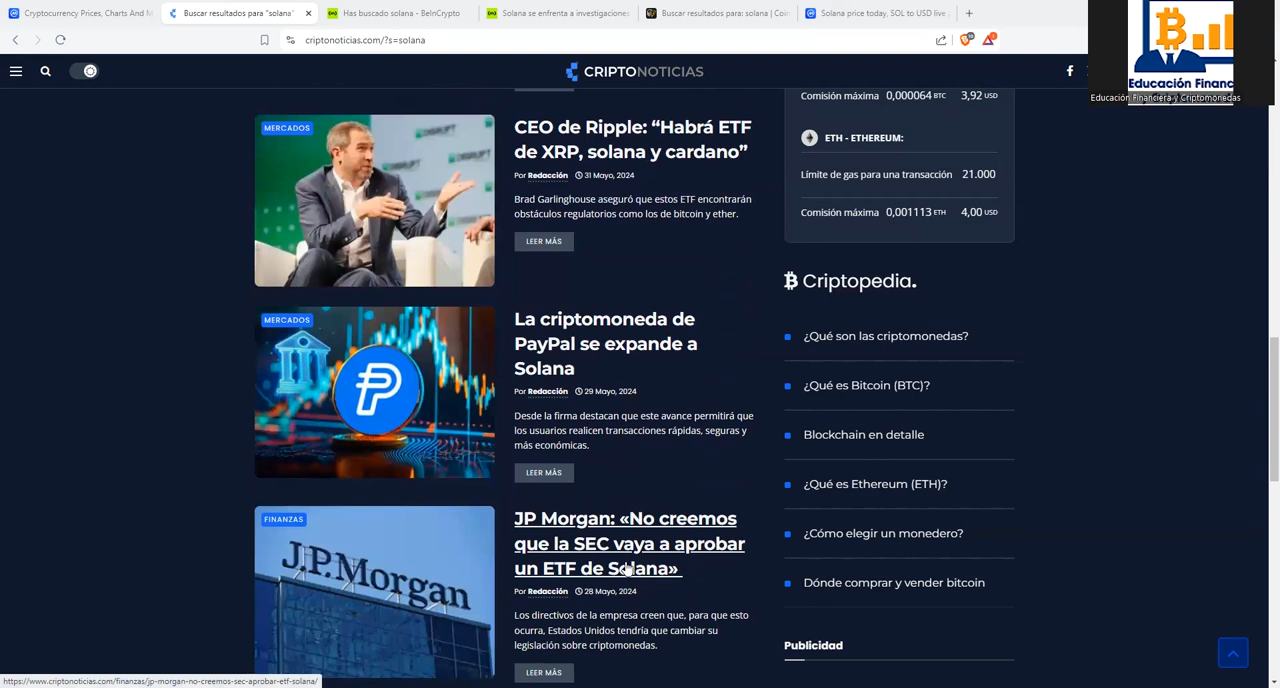 Cryptocurrency Prices, Charts And M
Buscar resultados para "solana"
Has buscado solana - BeInCrypto
Solana se enfrenta a investigaciones
Buscar resultados para: solana | Coin
Solana price today, SOL to USD live
criptonoticias.com/?s=solana
CRIPTONOTICIAS
Educación Financ
Educación Financiera y Criptomonedas
MERCADOS
CEO de Ripple: “Habrá ETF
de XRP, solana y cardano”
Por Redacción 31 Mayo, 2024
Brad Garlinghouse aseguró que estos ETF encontrarán
obstáculos regulatorios como los de bitcoin y ether.
LEER MÁS
MERCADOS
La criptomoneda de
PayPal se expande a
Solana
Por Redacción 29 Mayo, 2024
Desde la firma destacan que este avance permitirá que
los usuarios realicen transacciones rápidas, seguras y
más económicas.
LEER MÁS
FINANZAS
J.P.Morgan
JP Morgan: «No creemos
que la SEC vaya a aprobar
un ETF de Solana»
Por Redacción 28 Mayo, 2024
Los directivos de la empresa creen que, para que esto
ocurra, Estados Unidos tendría que cambiar su
legislación sobre criptomonedas.
LEER MÁS
Comisión máxima 0,000064 BTC 3,92 USD
ETH - ETHEREUM:
Límite de gas para una transacción 21.000
Comisión máxima 0,001113 ETH 4,00 USD
Criptopedia.
¿Qué son las criptomonedas?
¿Qué es Bitcoin (BTC)?
Blockchain en detalle
¿Qué es Ethereum (ETH)?
¿Cómo elegir un monedero?
Dónde comprar y vender bitcoin
Publicidad
https://www.criptonoticias.com/finanzas/jp-morgan-no-creemos-sec-aprobar-etf-solana/